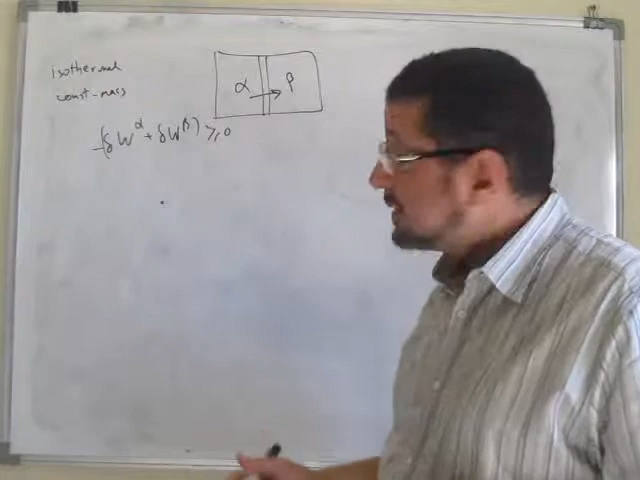 isothermal
const-mass
α β
-(δW^α + δW^β) ≥ 0